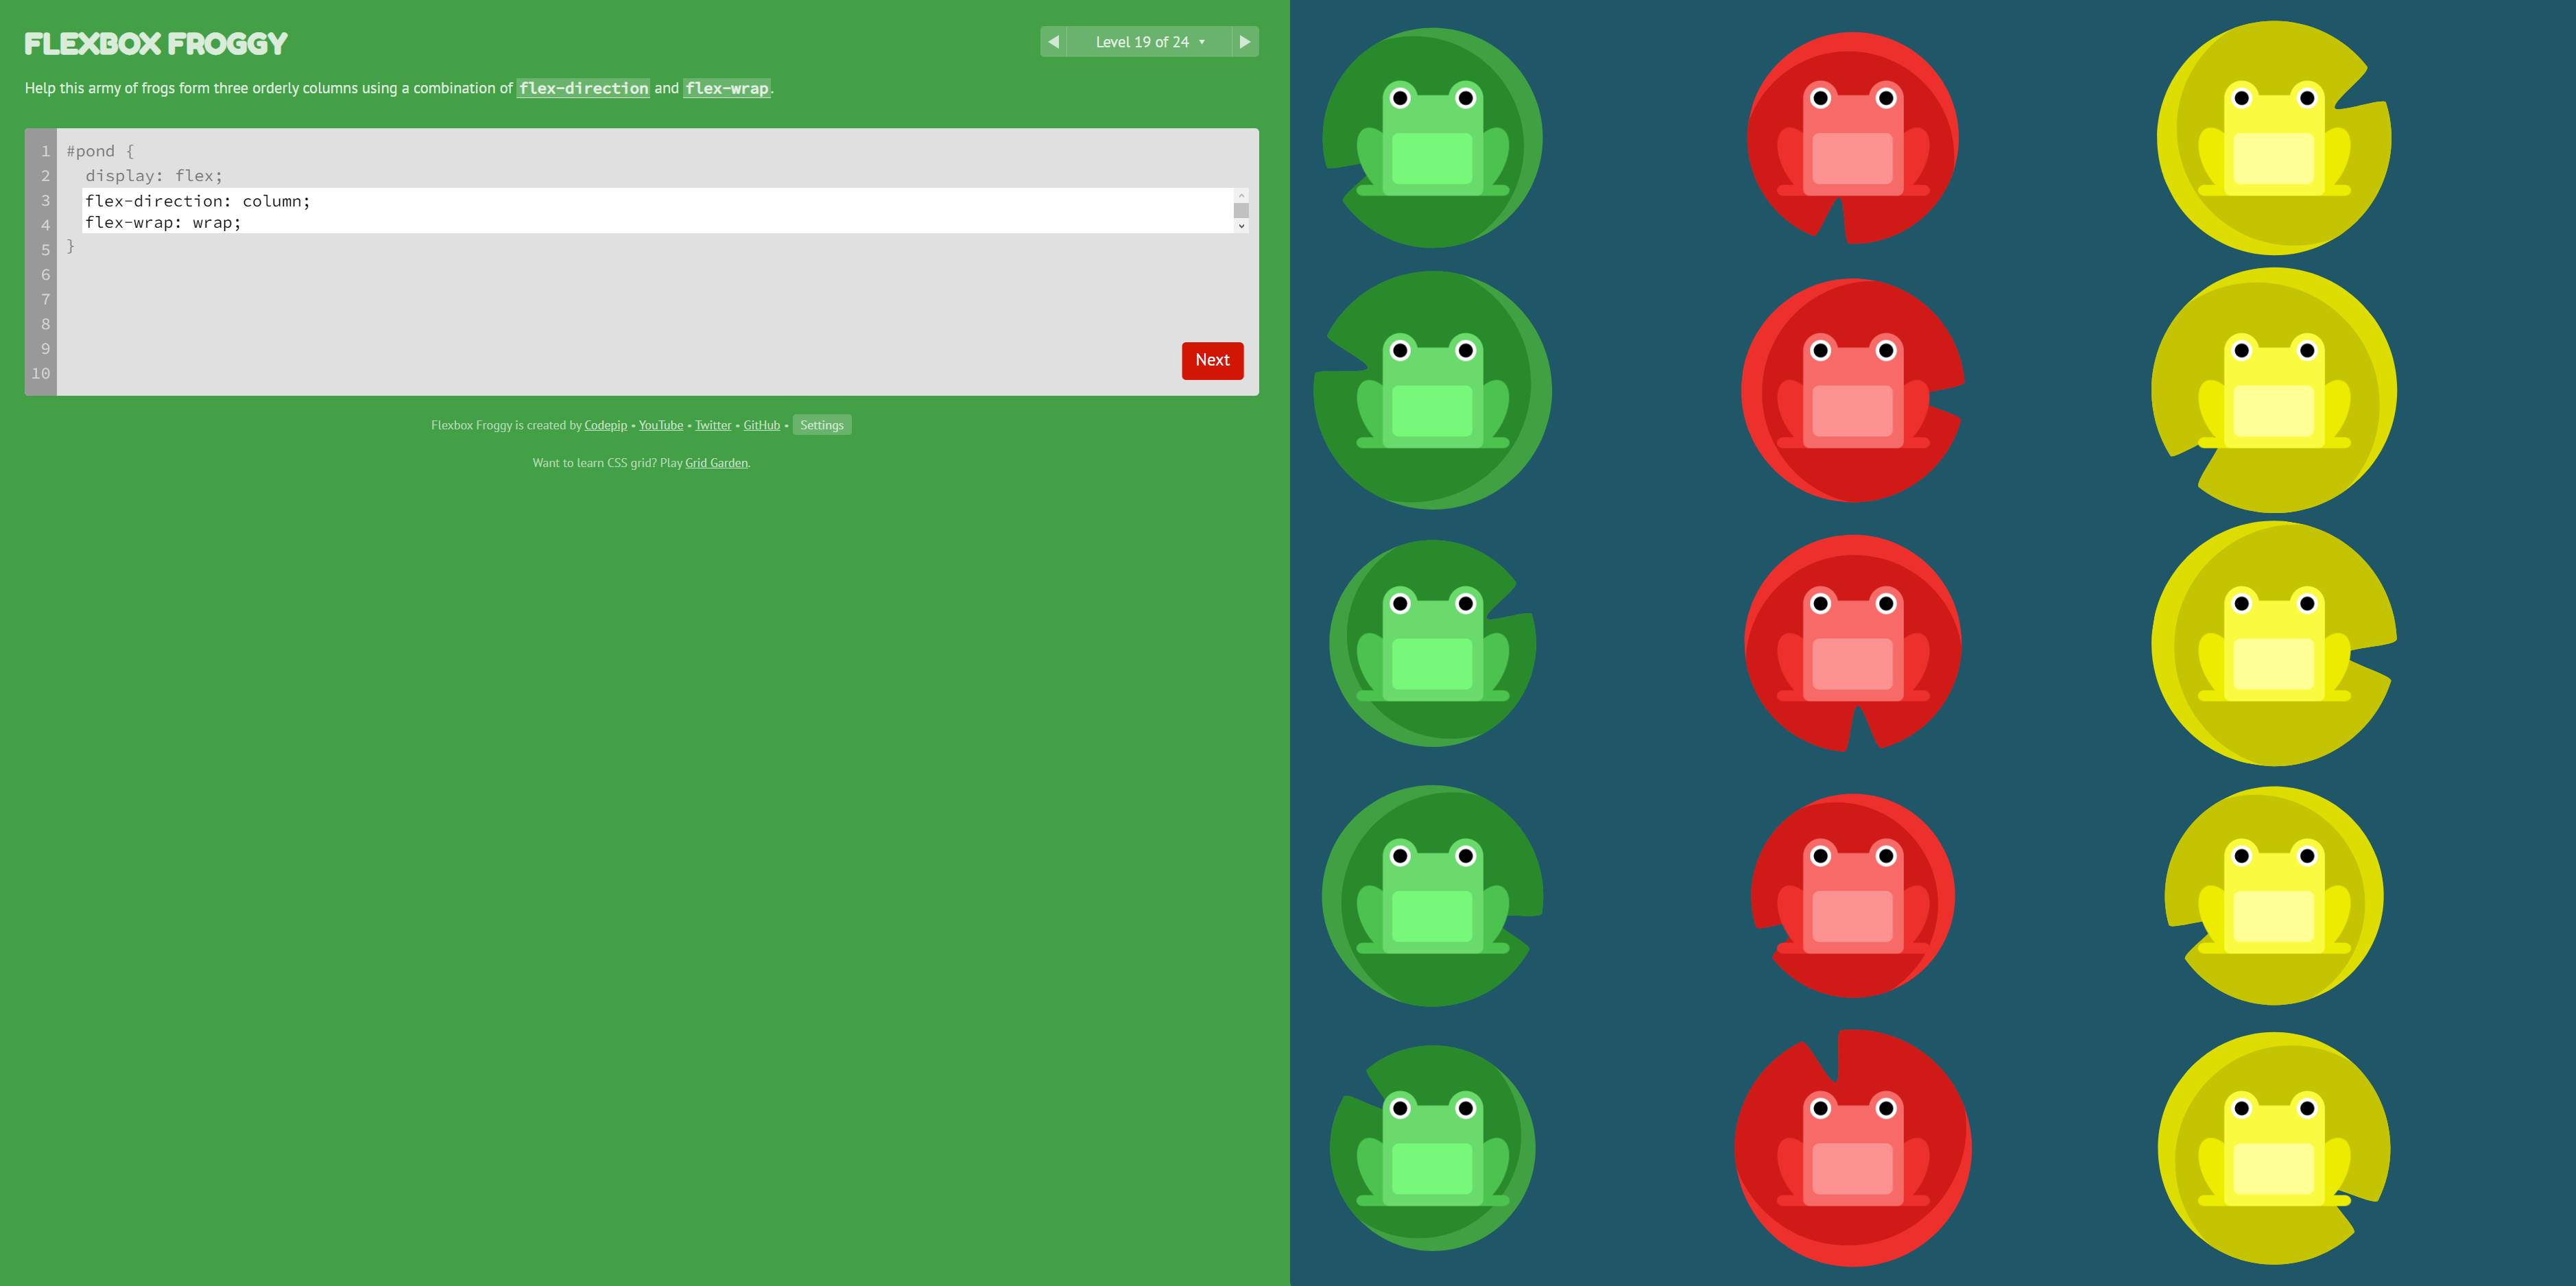 FLEXBOX FROGGY
Level 19 of 24
Help this army of frogs form three orderly columns using a combination of flex-direction and flex-wrap.
1 #pond {
2 display: flex;
3 flex-direction: column;
4 flex-wrap: wrap;
5 }
6
7
8
9
10
Next
Flexbox Froggy is created by Codepip • YouTube • Twitter • GitHub • Settings
Want to learn CSS grid? Play Grid Garden.